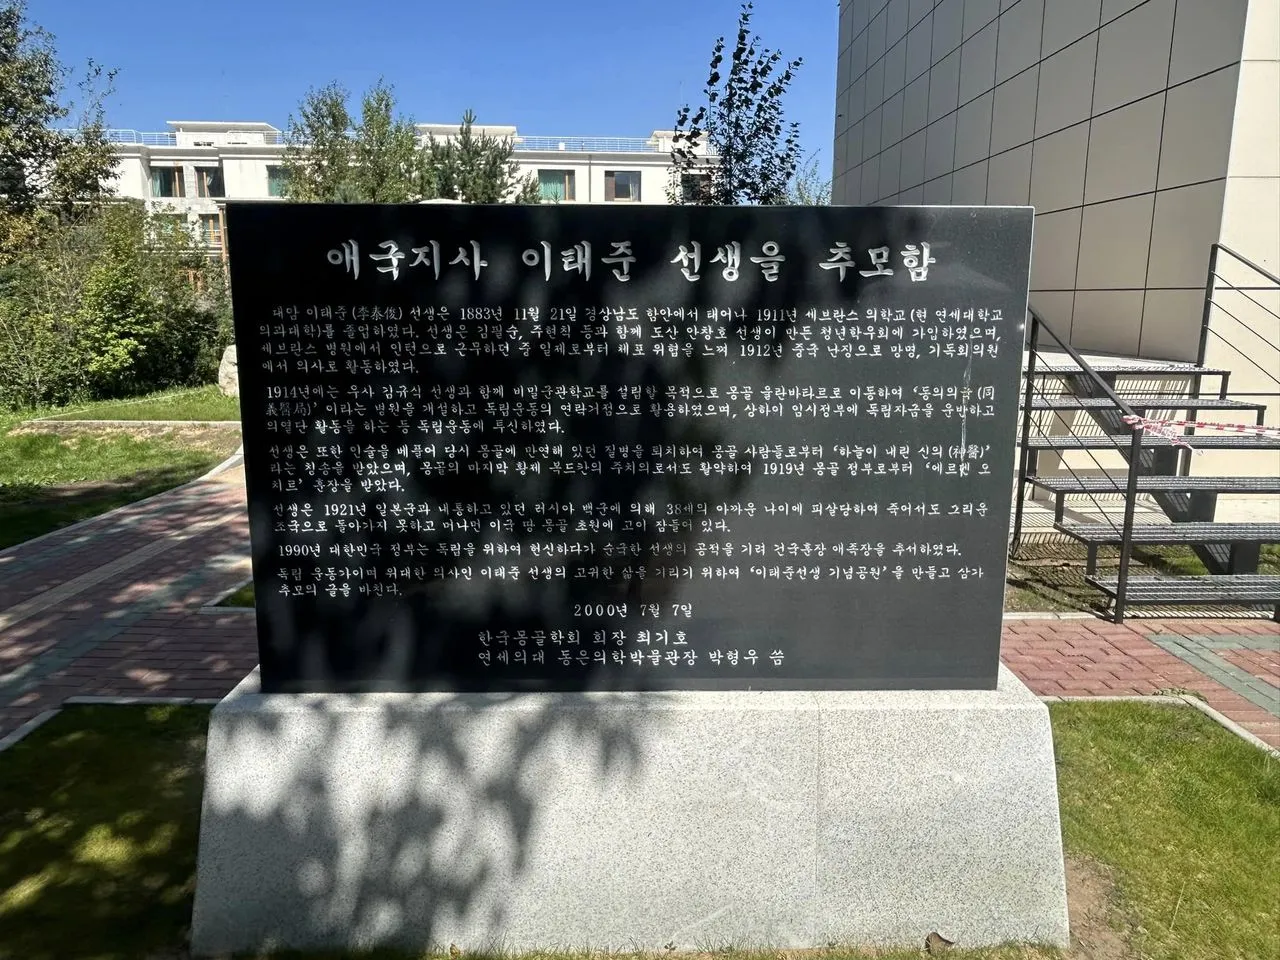 애국지사 이태준 선생을 추모함
대암 이태준(李泰俊) 선생은 1883년 11월 21일 경상남도 함안에서 태어나 1911년 세브란스 의학교(현 연세대학교
의과대학)를 졸업하였다. 선생은 김필순, 주현칙 등과 함께 도산 안창호 선생이 만든 청년학우회에 가입하였으며,
세브란스 병원에서 인턴으로 근무하던 중 일제로부터 체포 위협을 느껴 1912년 중국 난징으로 망명, 기독회의원
에서 의사로 활동하였다.
1914년에는 우사 김규식 선생과 함께 비밀군관학교를 설립할 목적으로 몽골 울란바타르로 이동하여 '동의의국(同
義醫局)' 이라는 병원을 개설하고 독립운동의 연락거점으로 활용하였으며, 상하이 임시정부에 독립자금을 운반하고
의열단 활동을 하는 등 독립운동에 투신하였다.
선생은 또한 인술을 베풀어 당시 몽골에 만연해 있던 질병을 퇴치하여 몽골 사람들로부터 '하늘이 내린 신의(神醫)'
라는 칭송을 받았으며, 몽골의 마지막 황제 복드칸의 주치의로서도 활약하여 1919년 몽골 정부로부터 '에르덴 오
치르' 훈장을 받았다.
선생은 1921년 일본군과 내통하고 있던 러시아 백군에 의해 38세의 아까운 나이에 피살당하여 죽어서도 그리운
조국으로 돌아가지 못하고 머나먼 이국 땅 몽골 초원에 고이 잠들어 있다.
1990년 대한민국 정부는 독립을 위하여 헌신하다가 순국한 선생의 공적을 기려 건국훈장 애족장을 추서하였다.
독립 운동가이며 위대한 의사인 이태준 선생의 고귀한 삶을 기리기 위하여 '이태준선생 기념공원'을 만들고 삼가
추모의 글을 바친다.
2000년 7월 7일
한국몽골학회 회장 최기호
연세의대 동은의학박물관장 박형우 씀